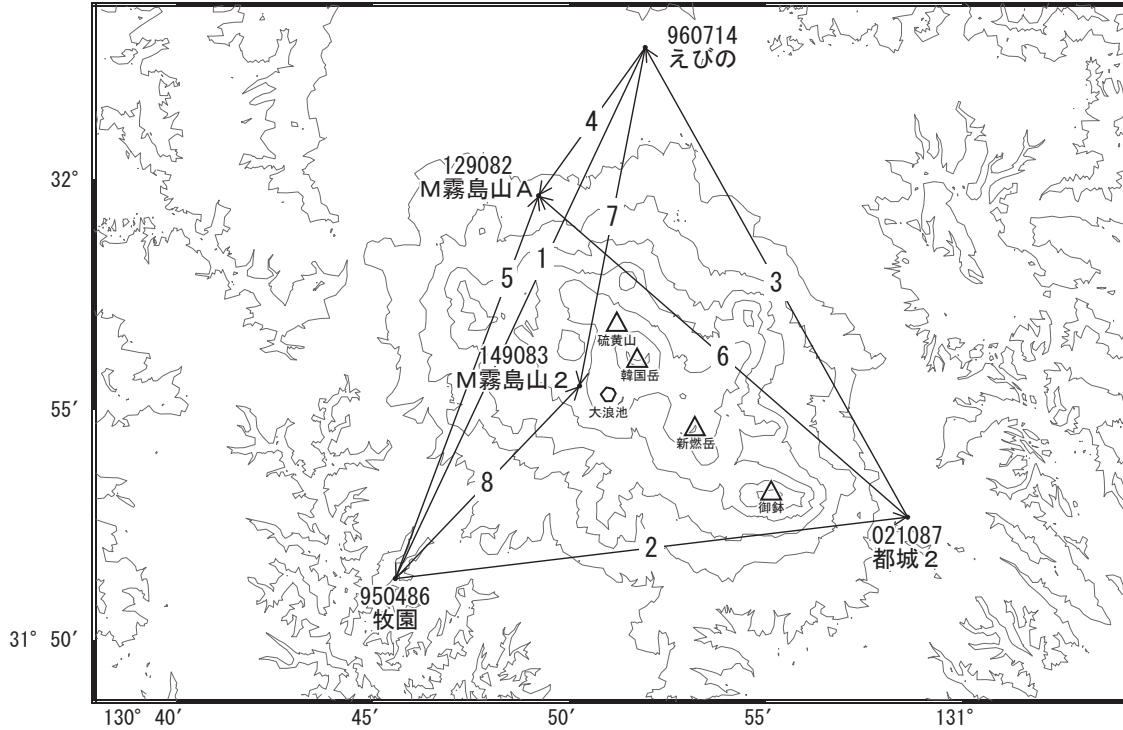 960714
えびの
4
129082
Ｍ霧島山Ａ
32°
7
5
1
3
硫黄山
149083
Ｍ霧島山２
韓国岳
6
大浪池
55′
新燃岳
8
御鉢
021087
都城２
2
950486
牧園
31° 50′
130° 40′
45′
50′
55′
131°